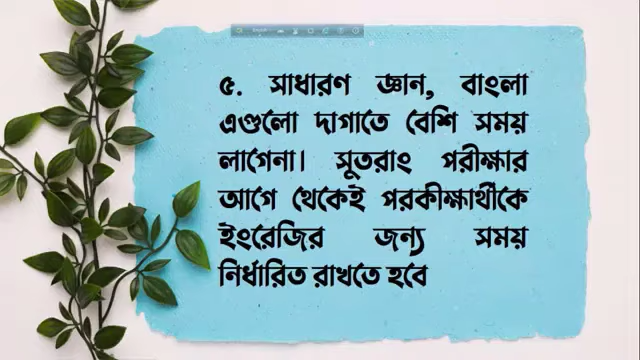 ৫. সাধারণ জ্ঞান, বাংলা
এগুলো দাগাতে বেশি সময়
লাগেনা। সুতরাং পরীক্ষার
আগে থেকেই পরকীক্ষার্থীকে
ইংরেজির জন্য সময়
নির্ধারিত রাখতে হবে